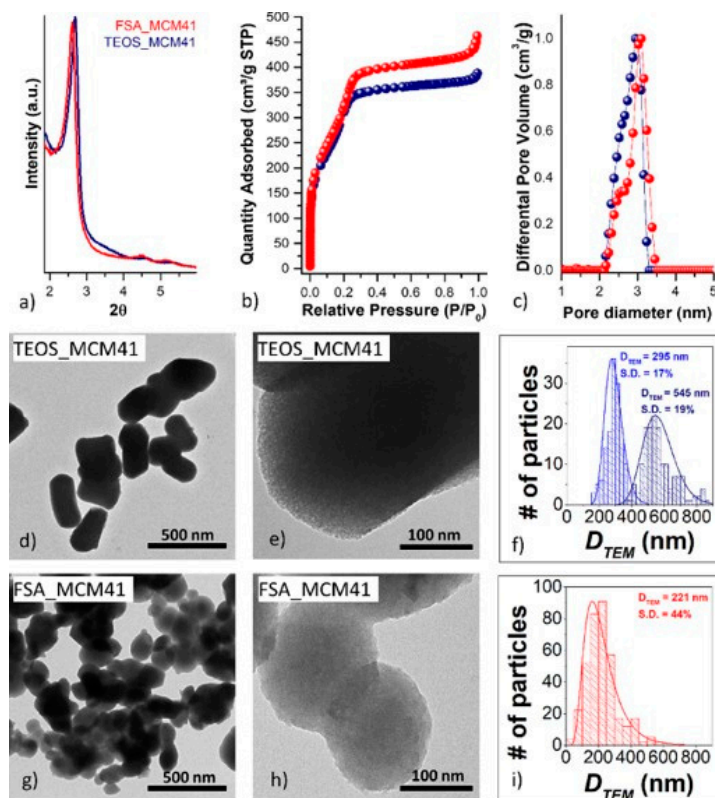 FSA_MCM41
TEOS_MCM41
Intensity (a.u.)
2 3 4 5
2θ
a)
Quantity Adsorbed (cm³/g STP)
500
450
400
350
300
250
200
150
100
50
0
0.0 0.2 0.4 0.6 0.8 1.0
Relative Pressure (P/P₀)
b)
Differental Pore Volume (cm³/g)
1.0
0.8
0.6
0.4
0.2
0.0
1 2 3 4 5
Pore diameter (nm)
c)
TEOS_MCM41
500 nm
d)
TEOS_MCM41
100 nm
e)
# of particles
30
20
10
0
D_TEM = 295 nm
S.D. = 17%
D_TEM = 545 nm
S.D. = 19%
0 200 400 600 800
D_TEM (nm)
f)
FSA_MCM41
500 nm
g)
FSA_MCM41
100 nm
h)
# of particles
100
80
60
40
20
0
D_TEM = 221 nm
S.D. = 44%
0 200 400 600 800
D_TEM (nm)
i)